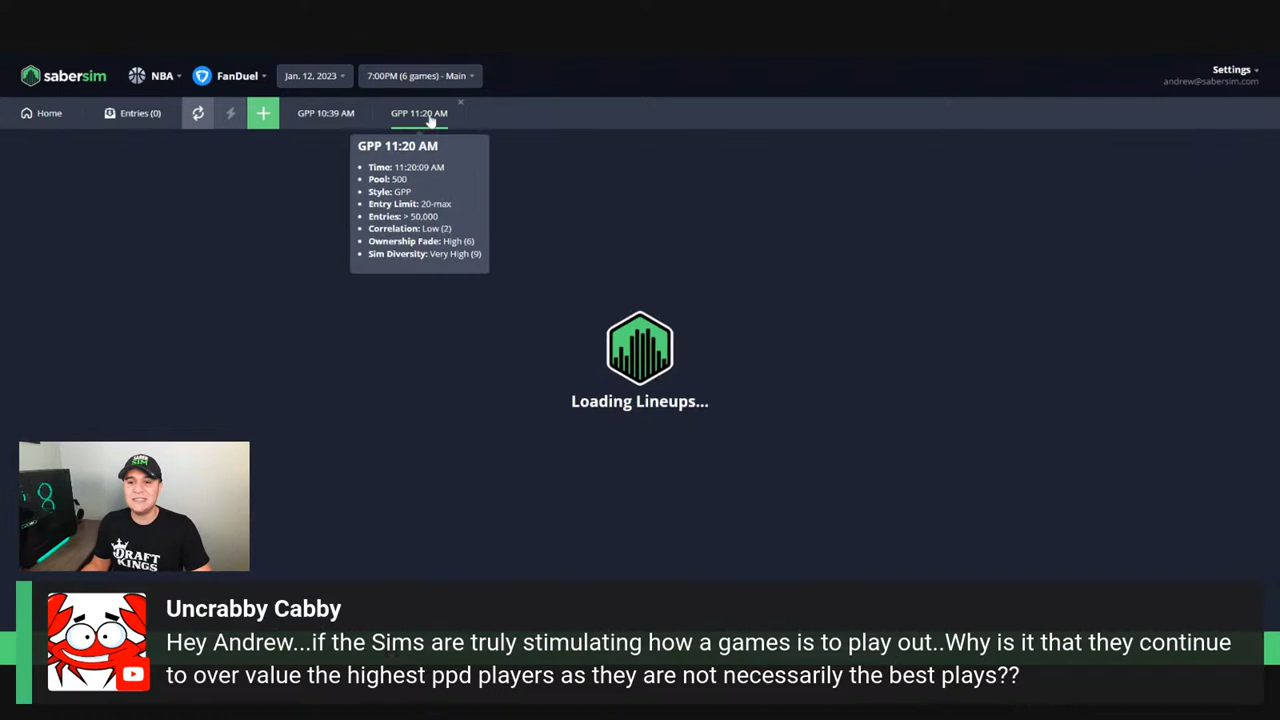 sabersim NBA FanDuel Jan. 12, 2023 7:00PM (6 games) - Main Settings
andrew@sabersim.com
Home Entries (0) + GPP 10:39 AM GPP 11:20 AM
GPP 11:20 AM
Time: 11:20:09 AM
Pool: 500
Style: GPP
Entry Limit: 20-max
Entries: > 50,000
Correlation: Low (2)
Ownership Fade: High (6)
Sim Diversity: Very High (9)
Loading Lineups...
SABER
SIM
DRAFT
KINGS
Uncrabby Cabby
Hey Andrew...if the Sims are truly stimulating how a games is to play out..Why is it that they continue
to over value the highest ppd players as they are not necessarily the best plays??